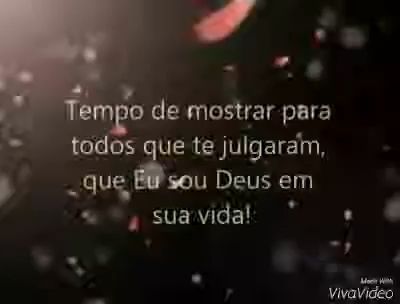 Tempo de mostrar para
todos que te julgaram,
que Eu sou Deus em
sua vida!
Made With
VivaVideo